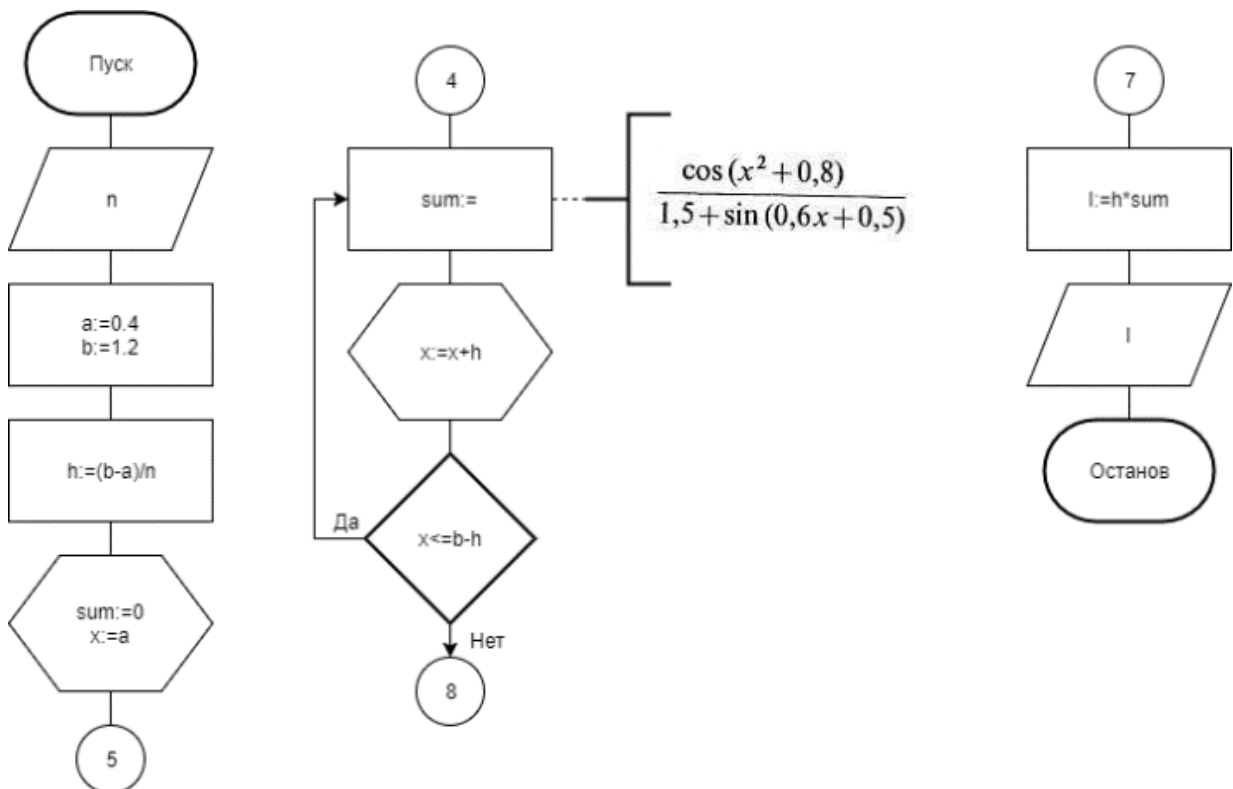 Пуск
n
a:=0.4
b:=1.2
h:=(b-a)/n
sum:=0
x:=a
5
4
sum:=
cos (x² + 0,8)
1,5 + sin (0,6x + 0,5)
x:=x+h
Да
x<=b-h
Нет
8
7
I:=h*sum
I
Останов